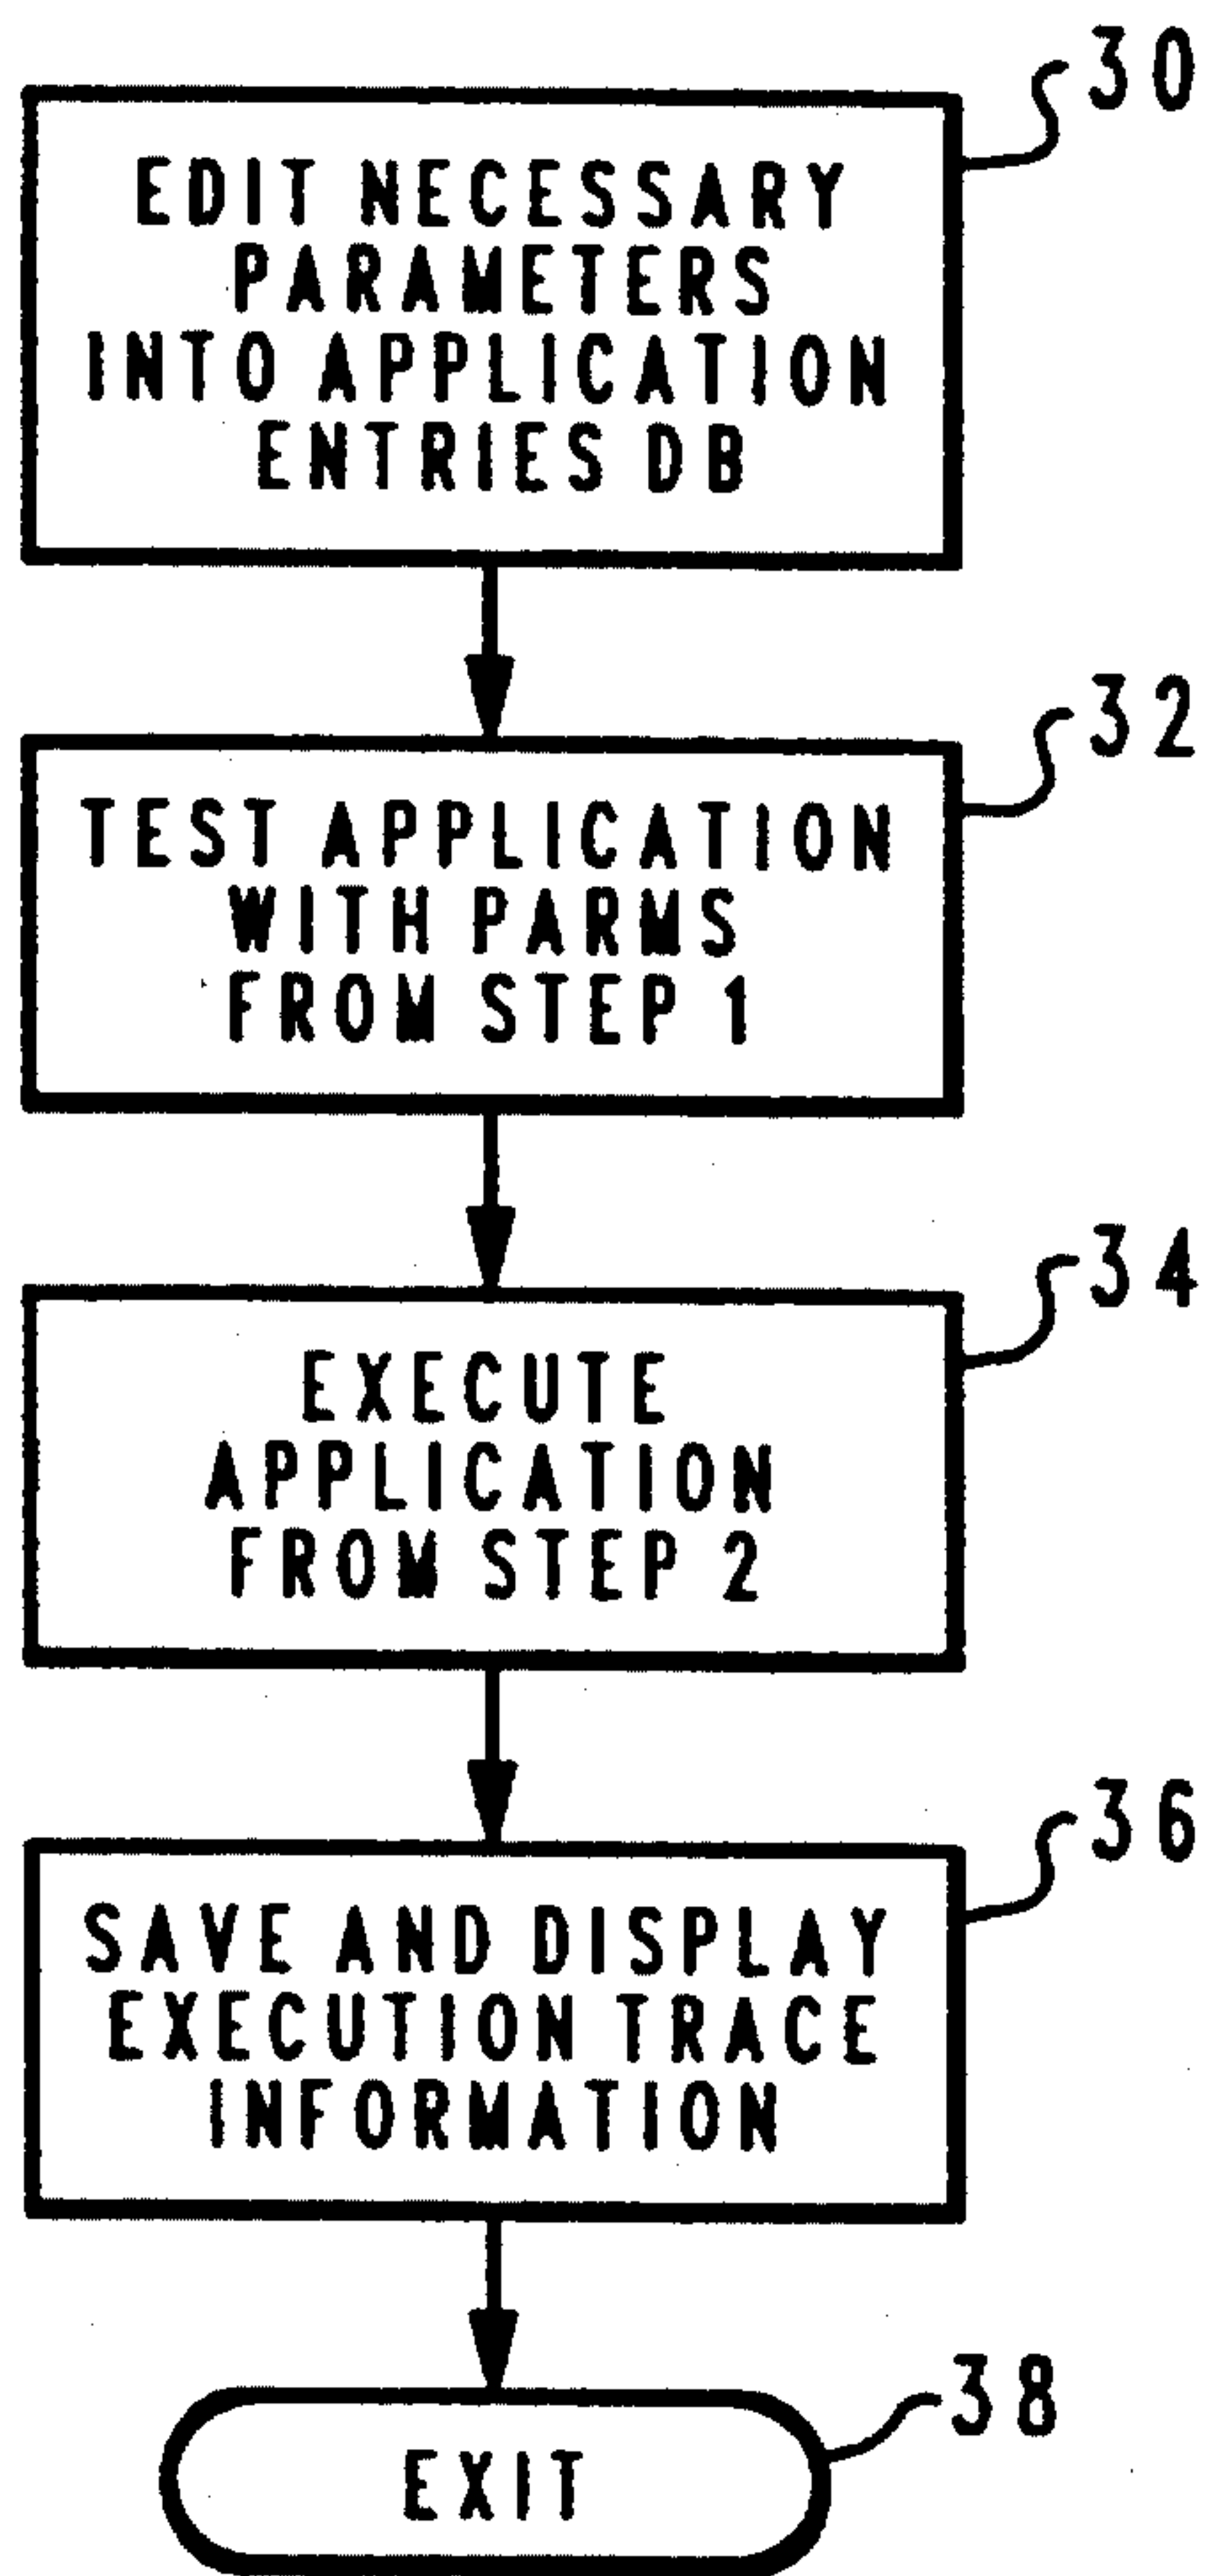 30
EDIT NECESSARY
PARAMETERS
INTO APPLICATION
ENTRIES DB
32
TEST APPLICATION
WITH PARMS
FROM STEP 1
34
EXECUTE
APPLICATION
FROM STEP 2
36
SAVE AND DISPLAY
EXECUTION TRACE
INFORMATION
38
EXIT